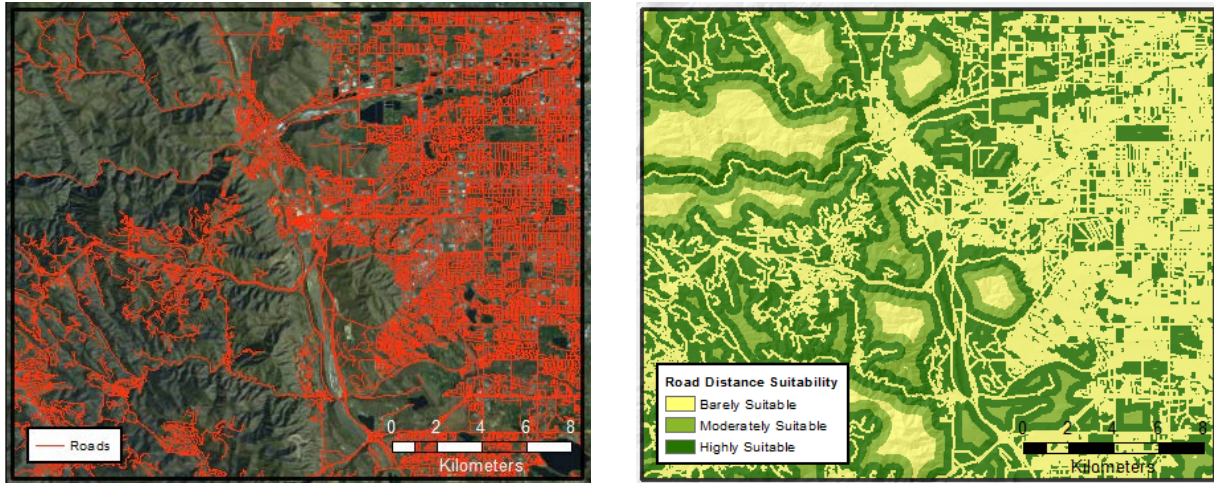 Roads
0 2 4 6 8
Kilometers
Road Distance Suitability
Barely Suitable
Moderately Suitable
Highly Suitable
0 2 4 6 8
Kilometers